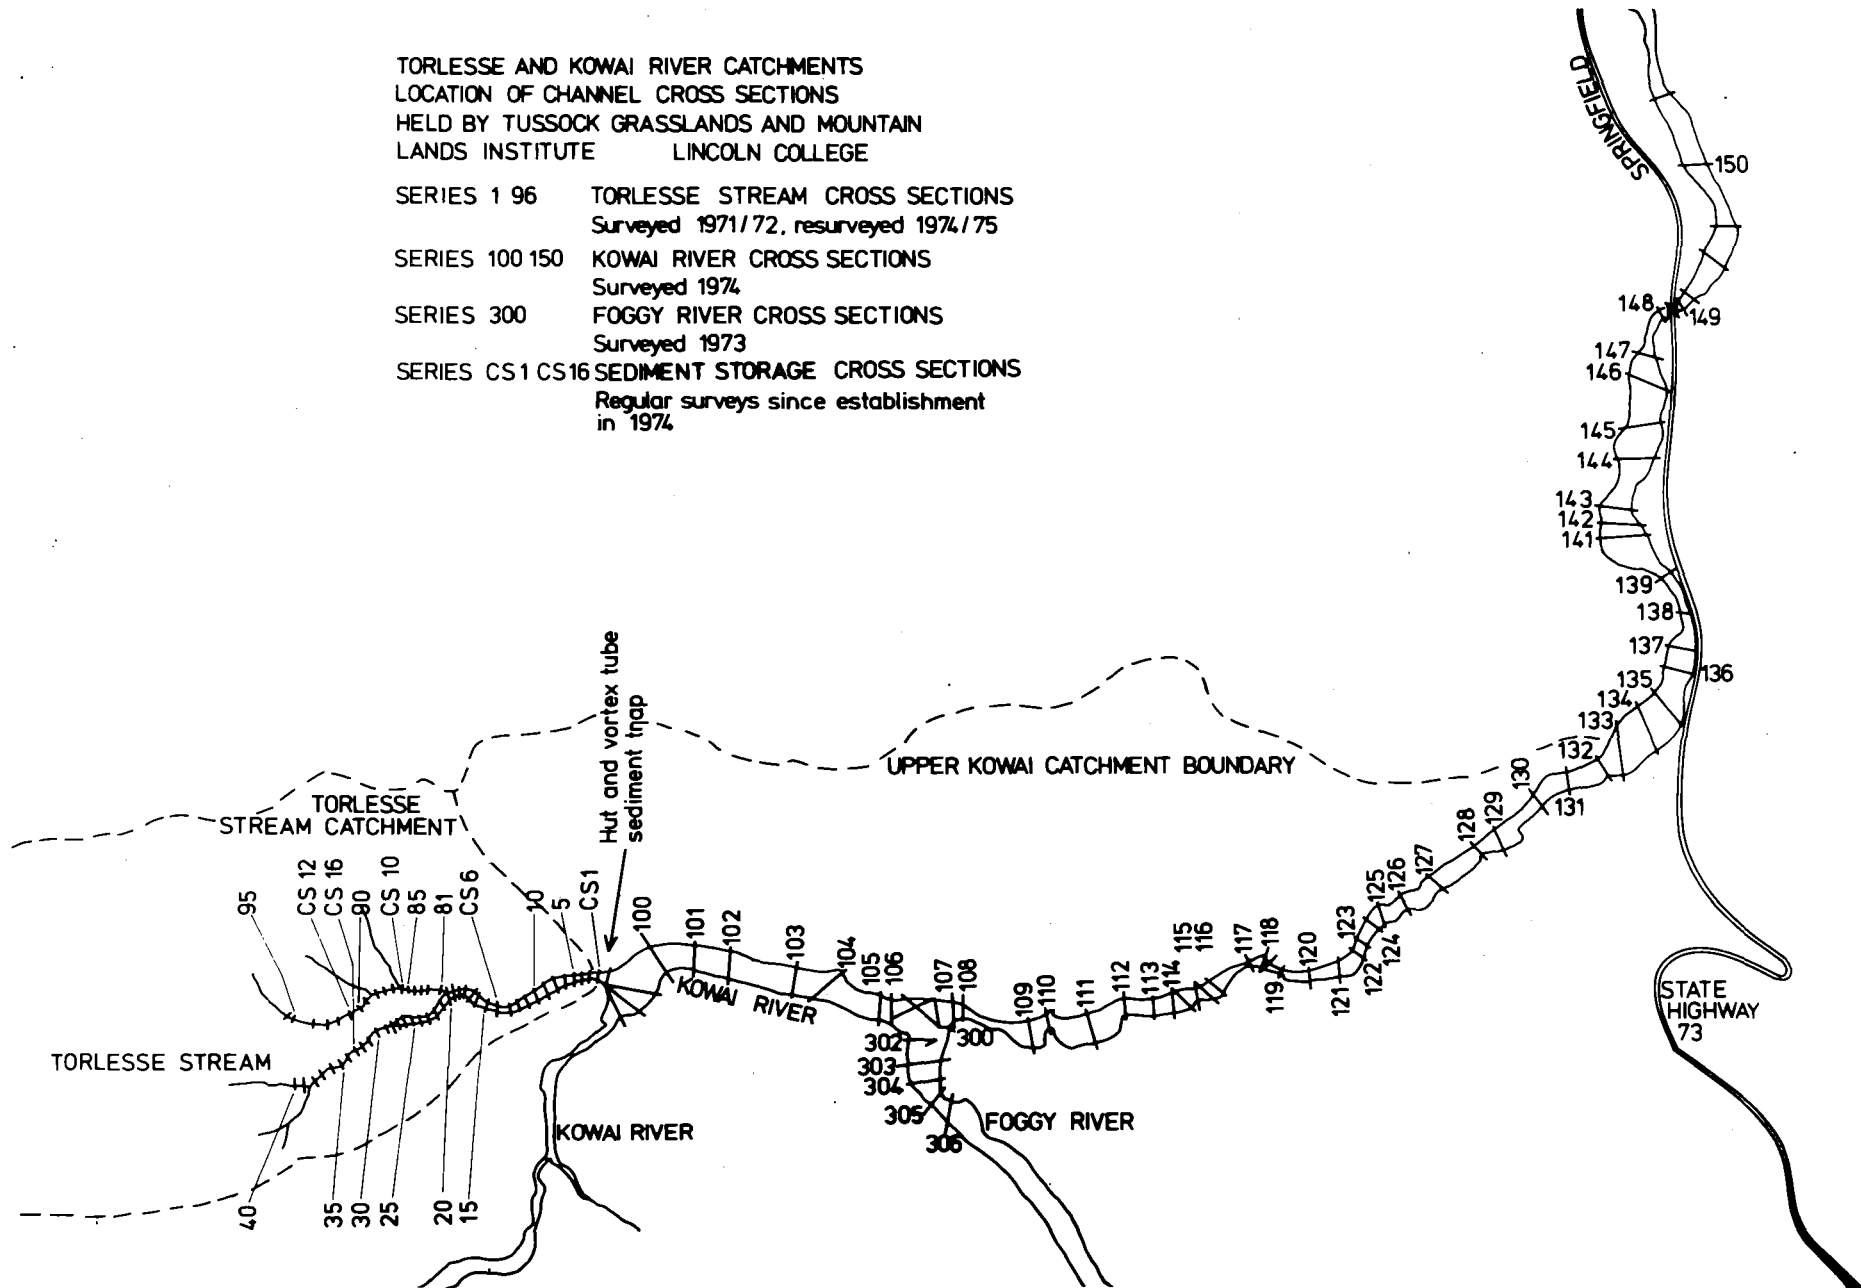 TORLESSE AND KOWAI RIVER CATCHMENTS
LOCATION OF CHANNEL CROSS SECTIONS
HELD BY TUSSOCK GRASSLANDS AND MOUNTAIN
LANDS INSTITUTE LINCOLN COLLEGE
SERIES 1 96 TORLESSE STREAM CROSS SECTIONS
Surveyed 1971/72, resurveyed 1974/75
SERIES 100 150 KOWAI RIVER CROSS SECTIONS
Surveyed 1974
SERIES 300 FOGGY RIVER CROSS SECTIONS
Surveyed 1973
SERIES CS1 CS16 SEDIMENT STORAGE CROSS SECTIONS
Regular surveys since establishment
in 1974
SPRINGFIELD
150
148
149
147
146
145
144
143
142
141
139
138
137
136
135
134
133
132
131
130
129
128
127
126
125
124
123
122
121
120
119
118
117
116
115
114
113
112
111
110
109
108
107
106
105
104
103
102
101
100
UPPER KOWAI CATCHMENT BOUNDARY
Hut and vortex tube
sediment trap
TORLESSE
STREAM CATCHMENT
95
CS 12
CS 16
90
CS 10
85
81
CS 6
10
5
CS1
KOWAI RIVER
300
302
303
304
305
306
FOGGY RIVER
STATE
HIGHWAY
73
TORLESSE STREAM
KOWAI RIVER
40
35
30
25
20
15